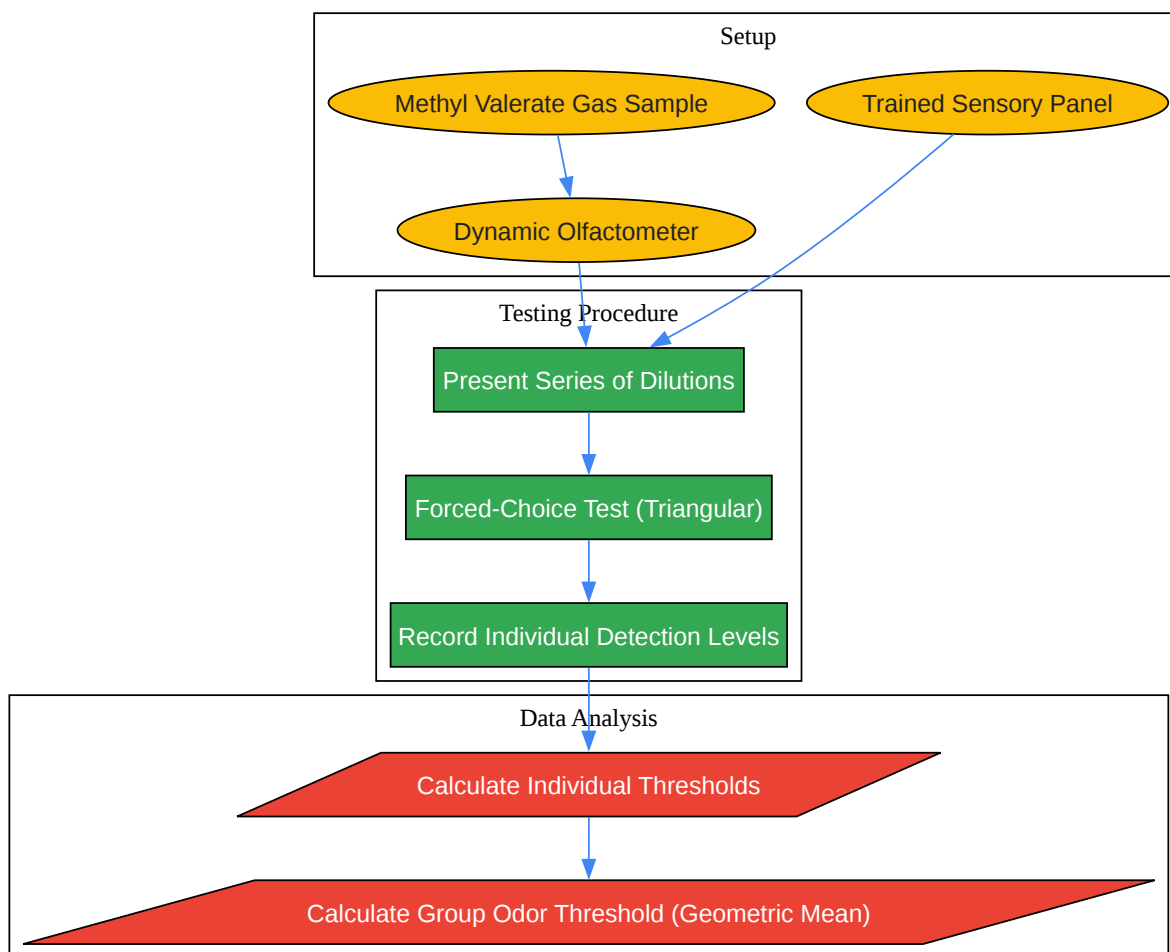 Setup
Methyl Valerate Gas Sample
Trained Sensory Panel
Dynamic Olfactometer
Testing Procedure
Present Series of Dilutions
Forced-Choice Test (Triangular)
Record Individual Detection Levels
Data Analysis
Calculate Individual Thresholds
Calculate Group Odor Threshold (Geometric Mean)